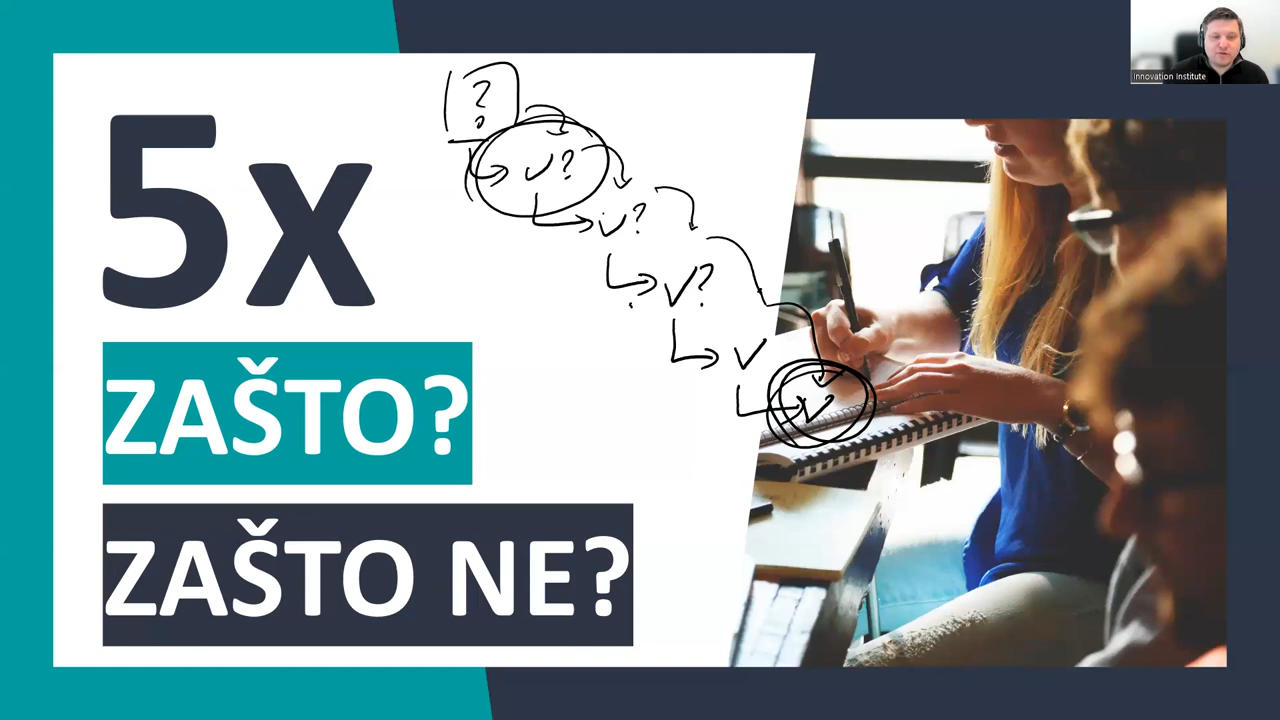 Innovation Institute
?
✓?
✓?
✓?
✓
✓
5x
ZAŠTO?
ZAŠTO NE?